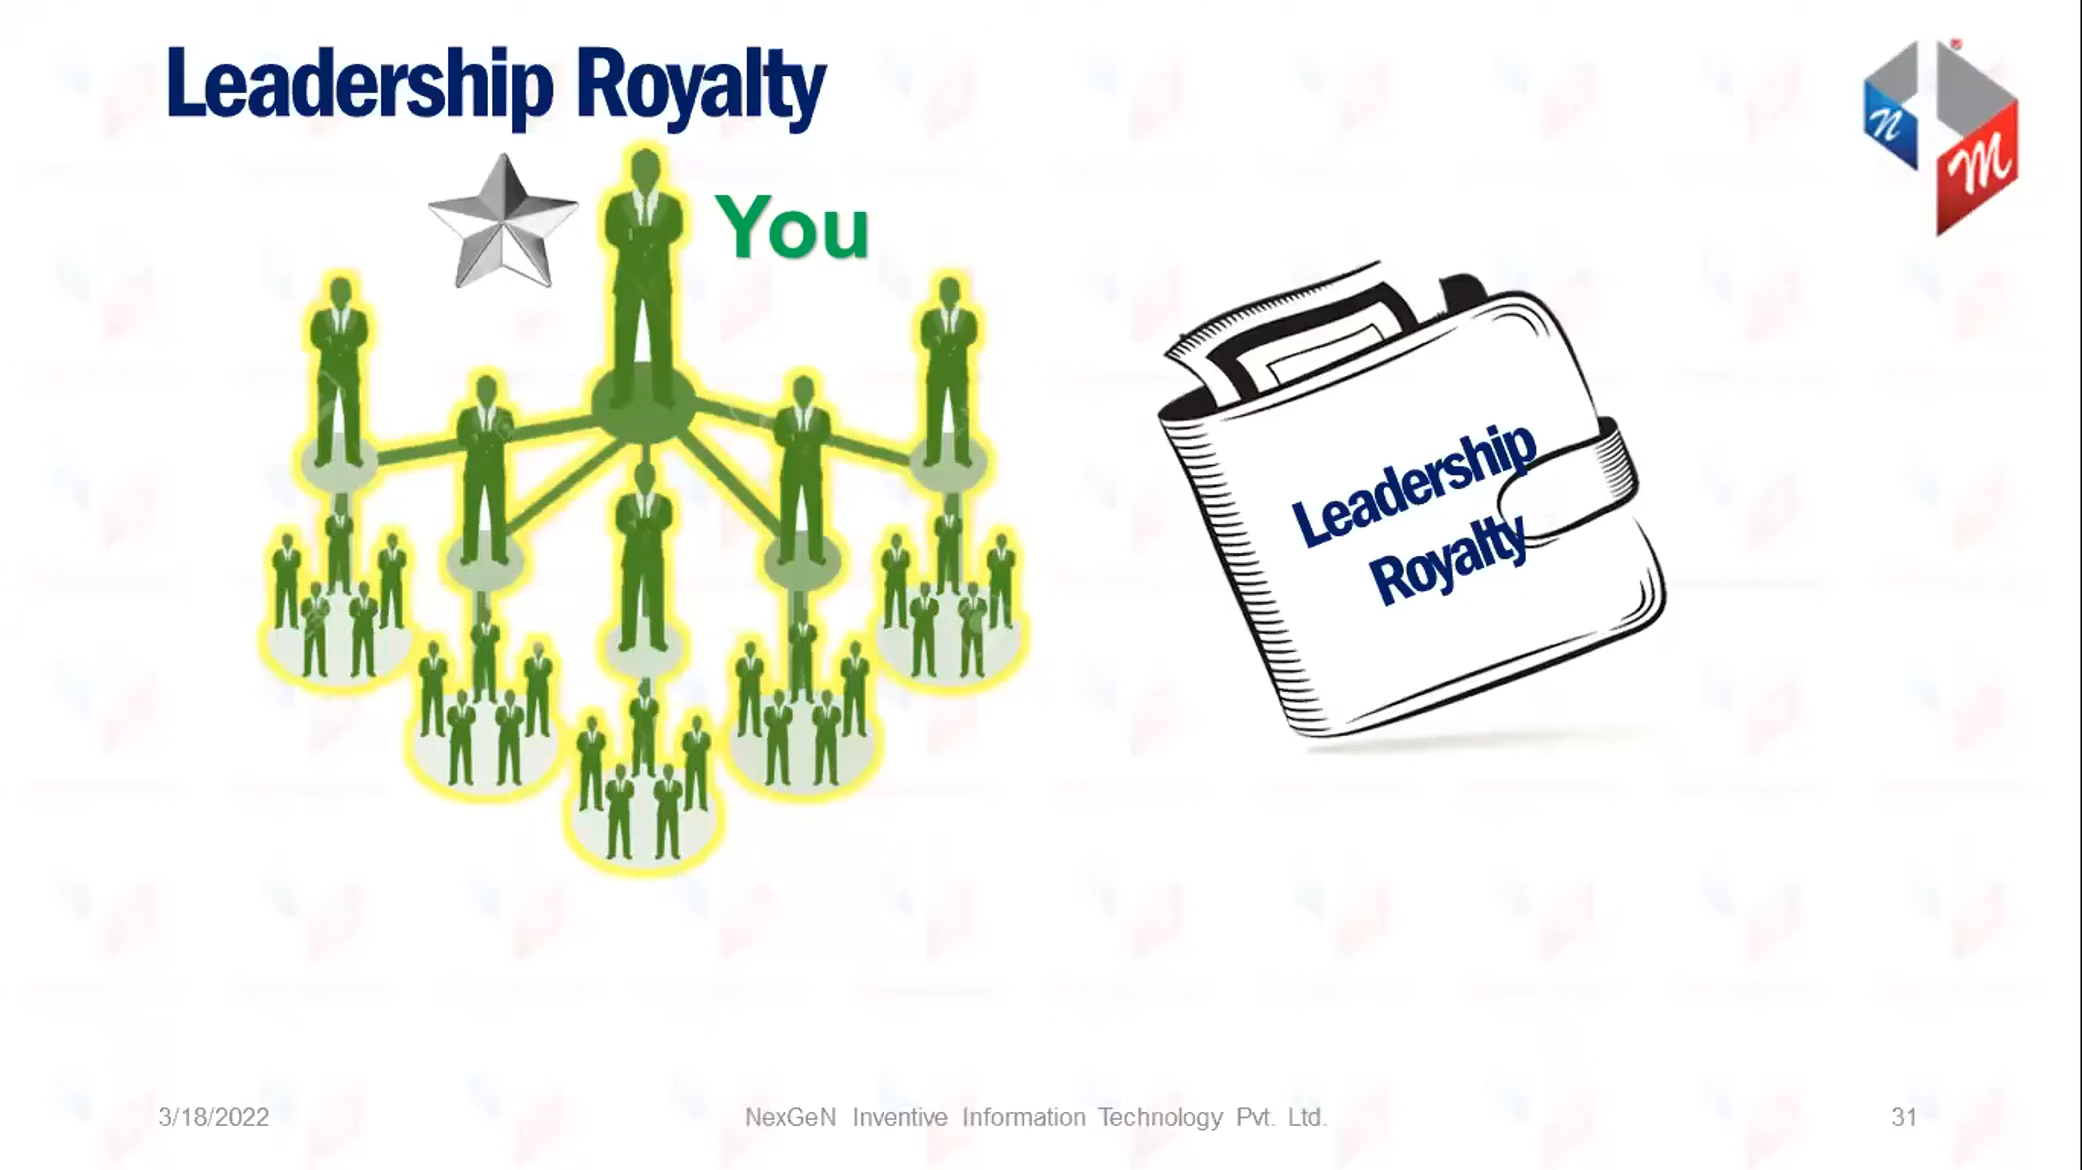 Leadership Royalty
n
M
®
You
Leadership
Royalty
3/18/2022
NexGeN Inventive Information Technology Pvt. Ltd.
31